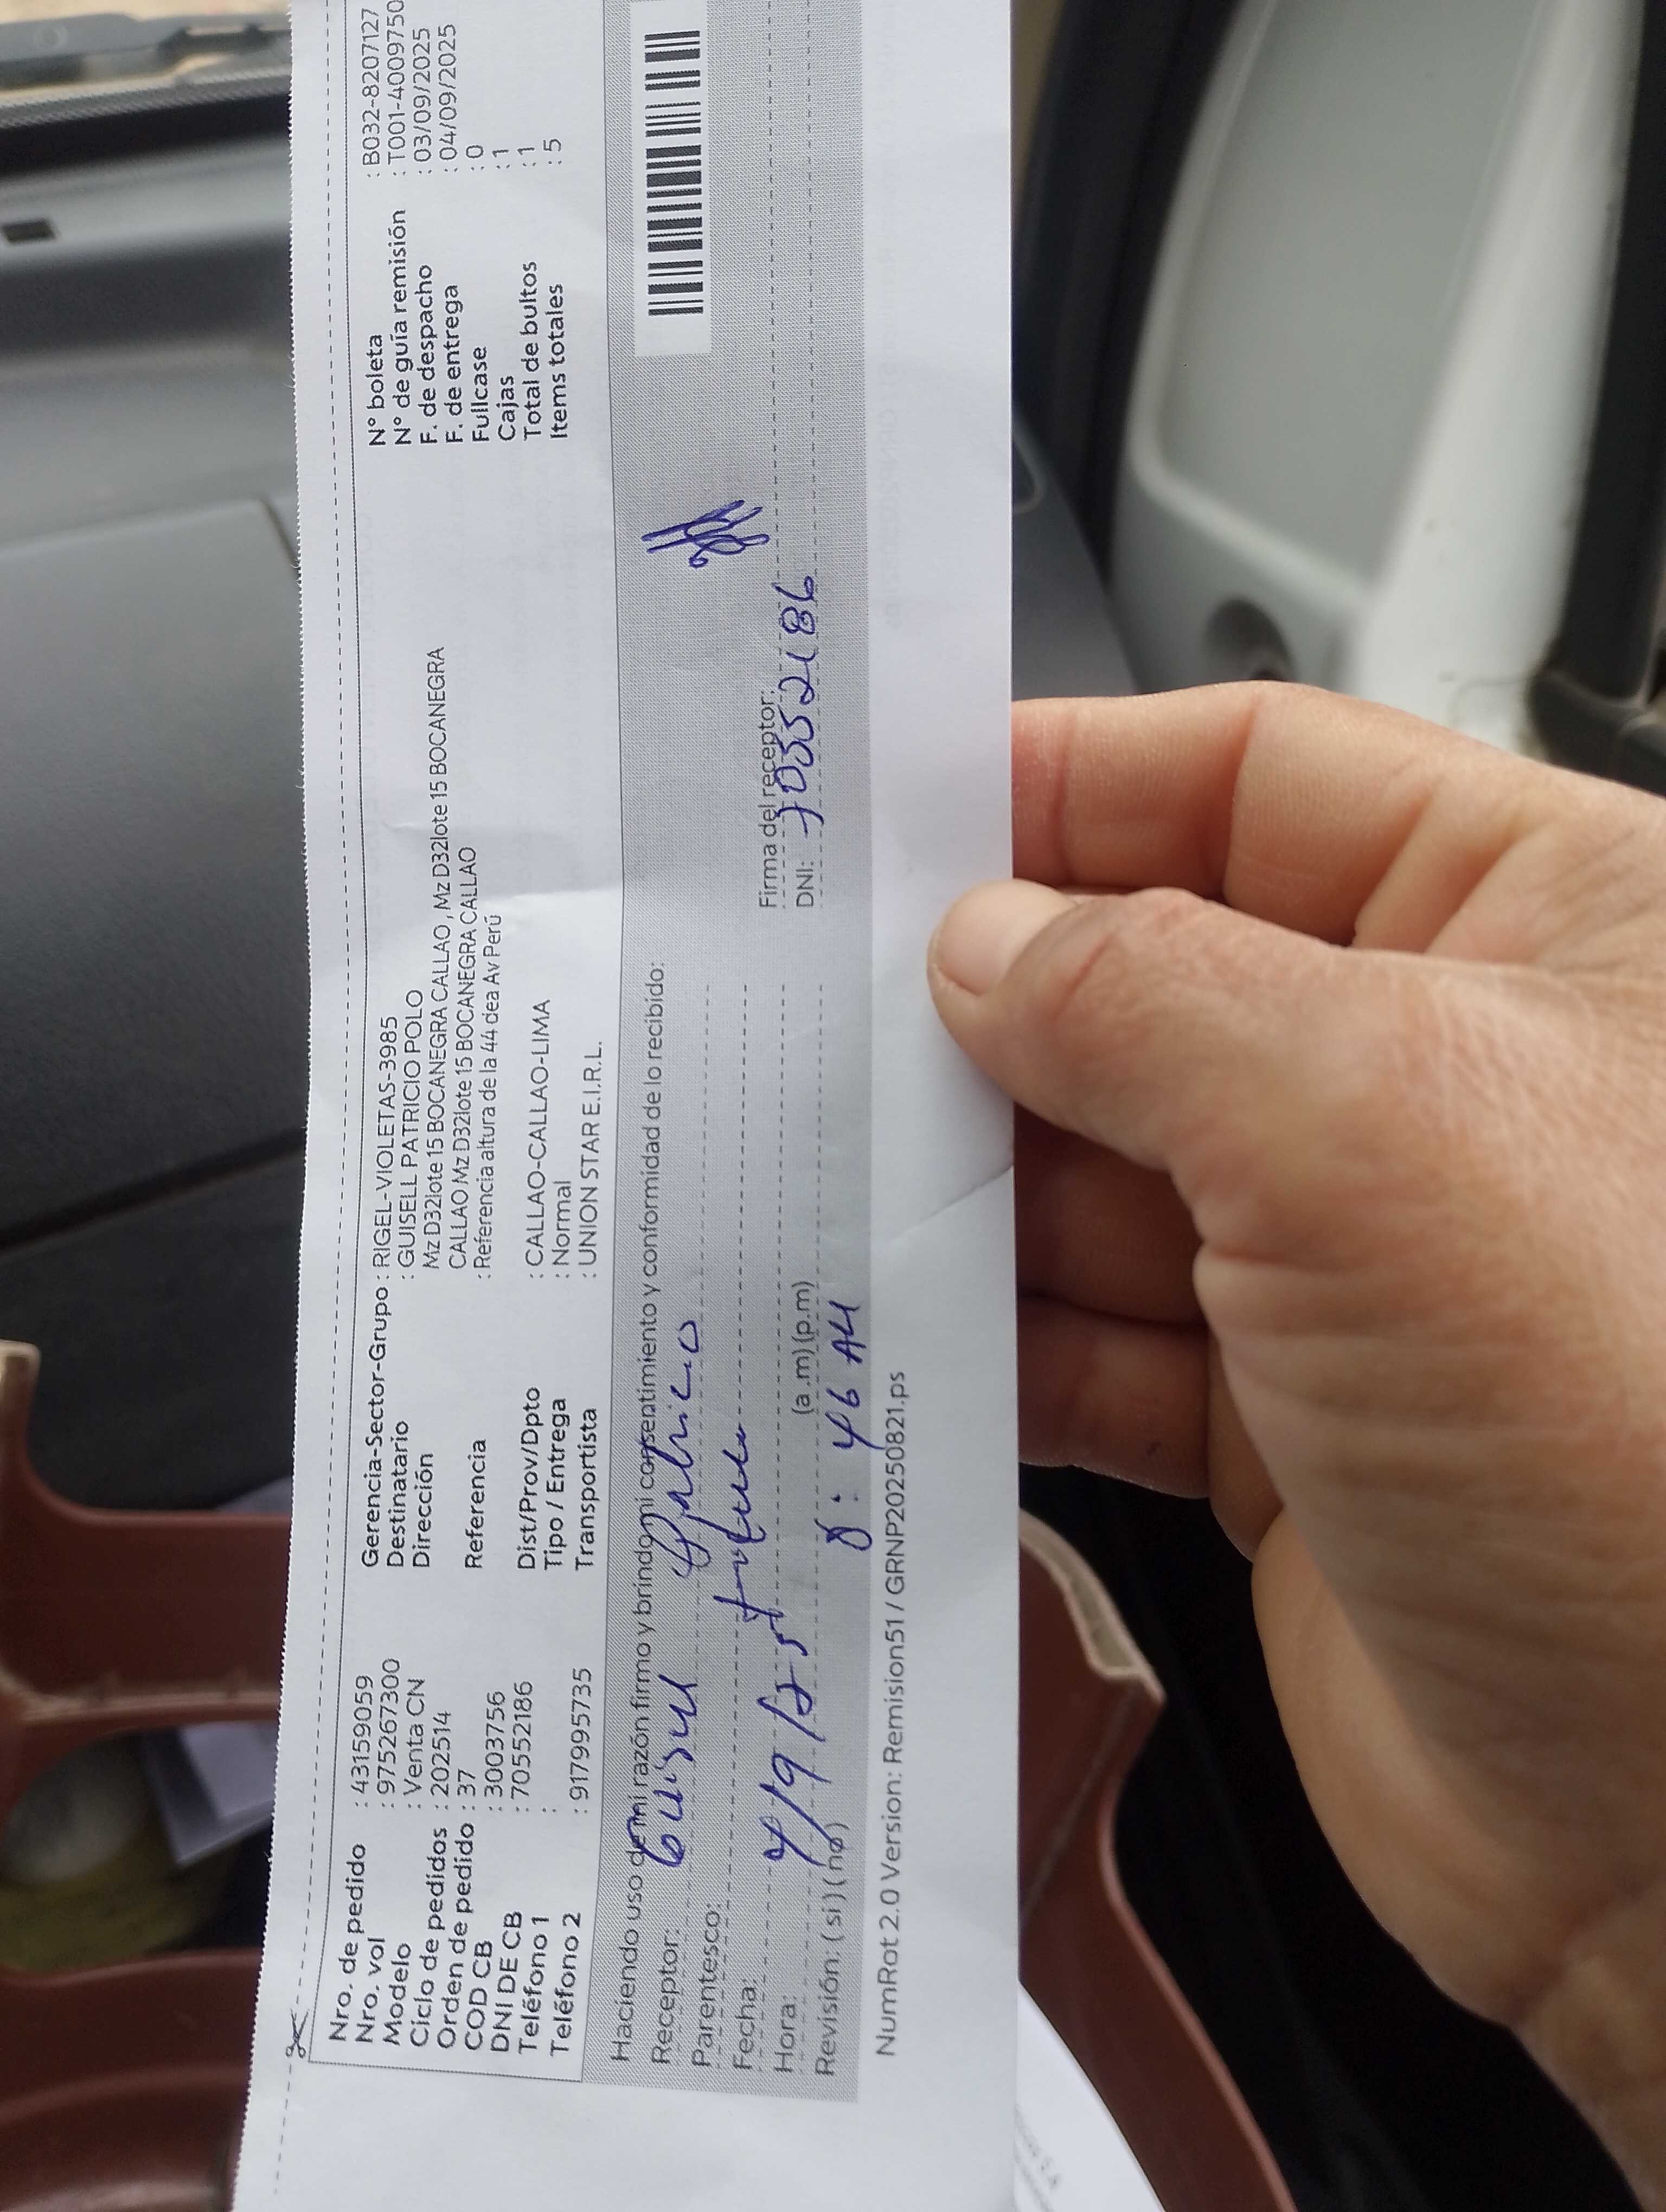 Nro. de pedido : 43159059
Nro. vol : 975267300
Modelo : Venta CN
Ciclo de pedidos : 202514
Orden de pedido : 37
COD CB : 3003756
DNI DE CB : 70552186
Teléfono 1 :
Teléfono 2 : 917995735
Gerencia-Sector-Grupo : RIGEL-VIOLETAS-3985
Destinatario : GUISELL PATRICIO POLO
Dirección Mz D32lote 15 BOCANEGRA CALLAO , Mz D32lote 15 BOCANEGRA
CALLAO Mz D32lote 15 BOCANEGRA CALLAO
Referencia : Referencia altura de la 44 dea Av Perú
Dist/Prov/Dpto : CALLAO-CALLAO-LIMA
Tipo / Entrega : Normal
Transportista : UNION STAR E.I.R.L.
N° boleta : B032-8207127
N° de guía remisión : T001-4009750
F. de despacho : 03/09/2025
F. de entrega : 04/09/2025
Fullcase : 0
Cajas : 1
Total de bultos : 1
Items totales : 5
Haciendo uso de mi razón firmo y brindo mi consentimiento y conformidad de lo recibido:
Receptor:
Parentesco:
Fecha: 4/9/25
Hora: (a .m) (p.m)
Revisión: ( si ) ( no ) 8:46 AM
Firma del receptor:
DNI: 70552186
NumRot 2.0 Version: Remision51 / GRNP20250821.ps